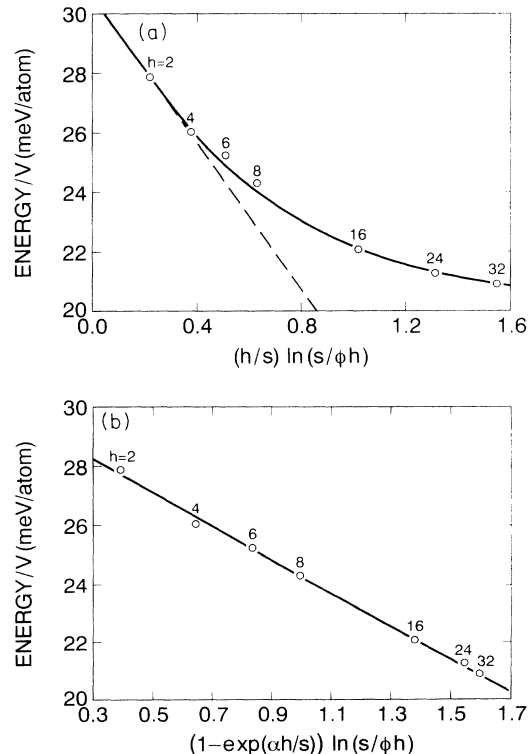 (a)
30
28
26
24
22
20
ENERGY/V (meV/atom)
h=2
4
6
8
16
24
32
0.0 0.4 0.8 1.2 1.6
(h/s) ln(s/ϕh)
(b)
30
28
26
24
22
20
ENERGY/V (meV/atom)
h=2
4
6
8
16
24
32
0.3 0.5 0.7 0.9 1.1 1.3 1.5 1.7
(1−exp(αh/s)) ln(s/ϕh)